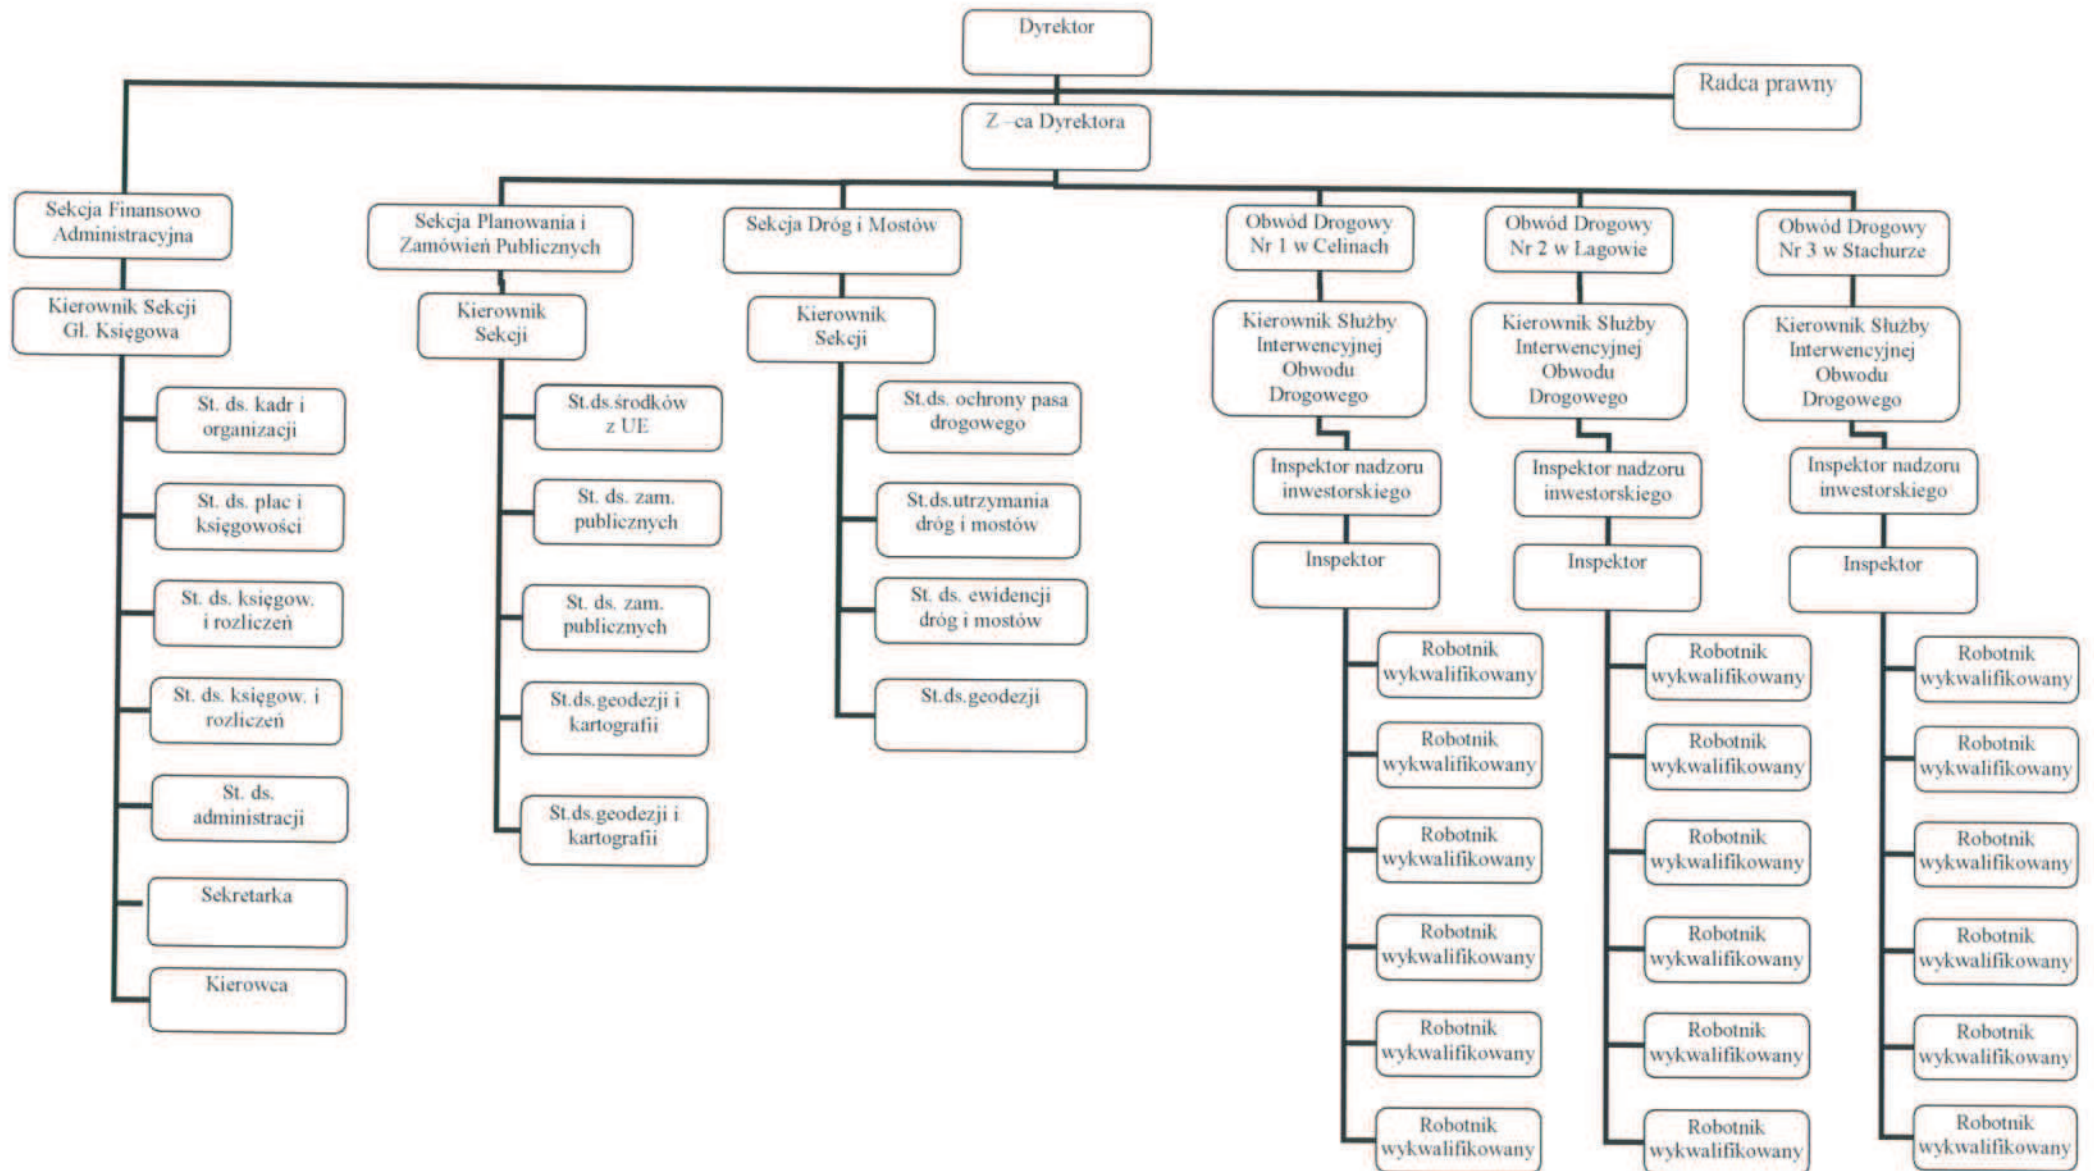 Dyrektor
Radca prawny
Z –ca Dyrektora
Sekcja Finansowo
Administracyjna
Kierownik Sekcji
Gł. Księgowa
St. ds. kadr i
organizacji
St. ds. płac i
księgowości
St. ds. księgow.
i rozliczeń
St. ds. księgow. i
rozliczeń
St. ds.
administracji
Sekretarka
Kierowca
Sekcja Planowania i
Zamówień Publicznych
Kierownik
Sekcji
St.ds.środków
z UE
St. ds. zam.
publicznych
St. ds. zam.
publicznych
St.ds.geodezji i
kartografii
St.ds.geodezji i
kartografii
Sekcja Dróg i Mostów
Kierownik
Sekcji
St.ds. ochrony pasa
drogowego
St.ds.utrzymania
dróg i mostów
St. ds. ewidencji
dróg i mostów
St.ds.geodezji
Obwód Drogowy
Nr 1 w Celinach
Kierownik Służby
Interwencyjnej
Obwodu
Drogowego
Inspektor nadzoru
inwestorskiego
Inspektor
Robotnik
wykwalifikowany
Robotnik
wykwalifikowany
Robotnik
wykwalifikowany
Robotnik
wykwalifikowany
Robotnik
wykwalifikowany
Robotnik
wykwalifikowany
Obwód Drogowy
Nr 2 w Łagowie
Kierownik Służby
Interwencyjnej
Obwodu
Drogowego
Inspektor nadzoru
inwestorskiego
Inspektor
Robotnik
wykwalifikowany
Robotnik
wykwalifikowany
Robotnik
wykwalifikowany
Robotnik
wykwalifikowany
Robotnik
wykwalifikowany
Robotnik
wykwalifikowany
Obwód Drogowy
Nr 3 w Stachurze
Kierownik Służby
Interwencyjnej
Obwodu
Drogowego
Inspektor nadzoru
inwestorskiego
Inspektor
Robotnik
wykwalifikowany
Robotnik
wykwalifikowany
Robotnik
wykwalifikowany
Robotnik
wykwalifikowany
Robotnik
wykwalifikowany
Robotnik
wykwalifikowany